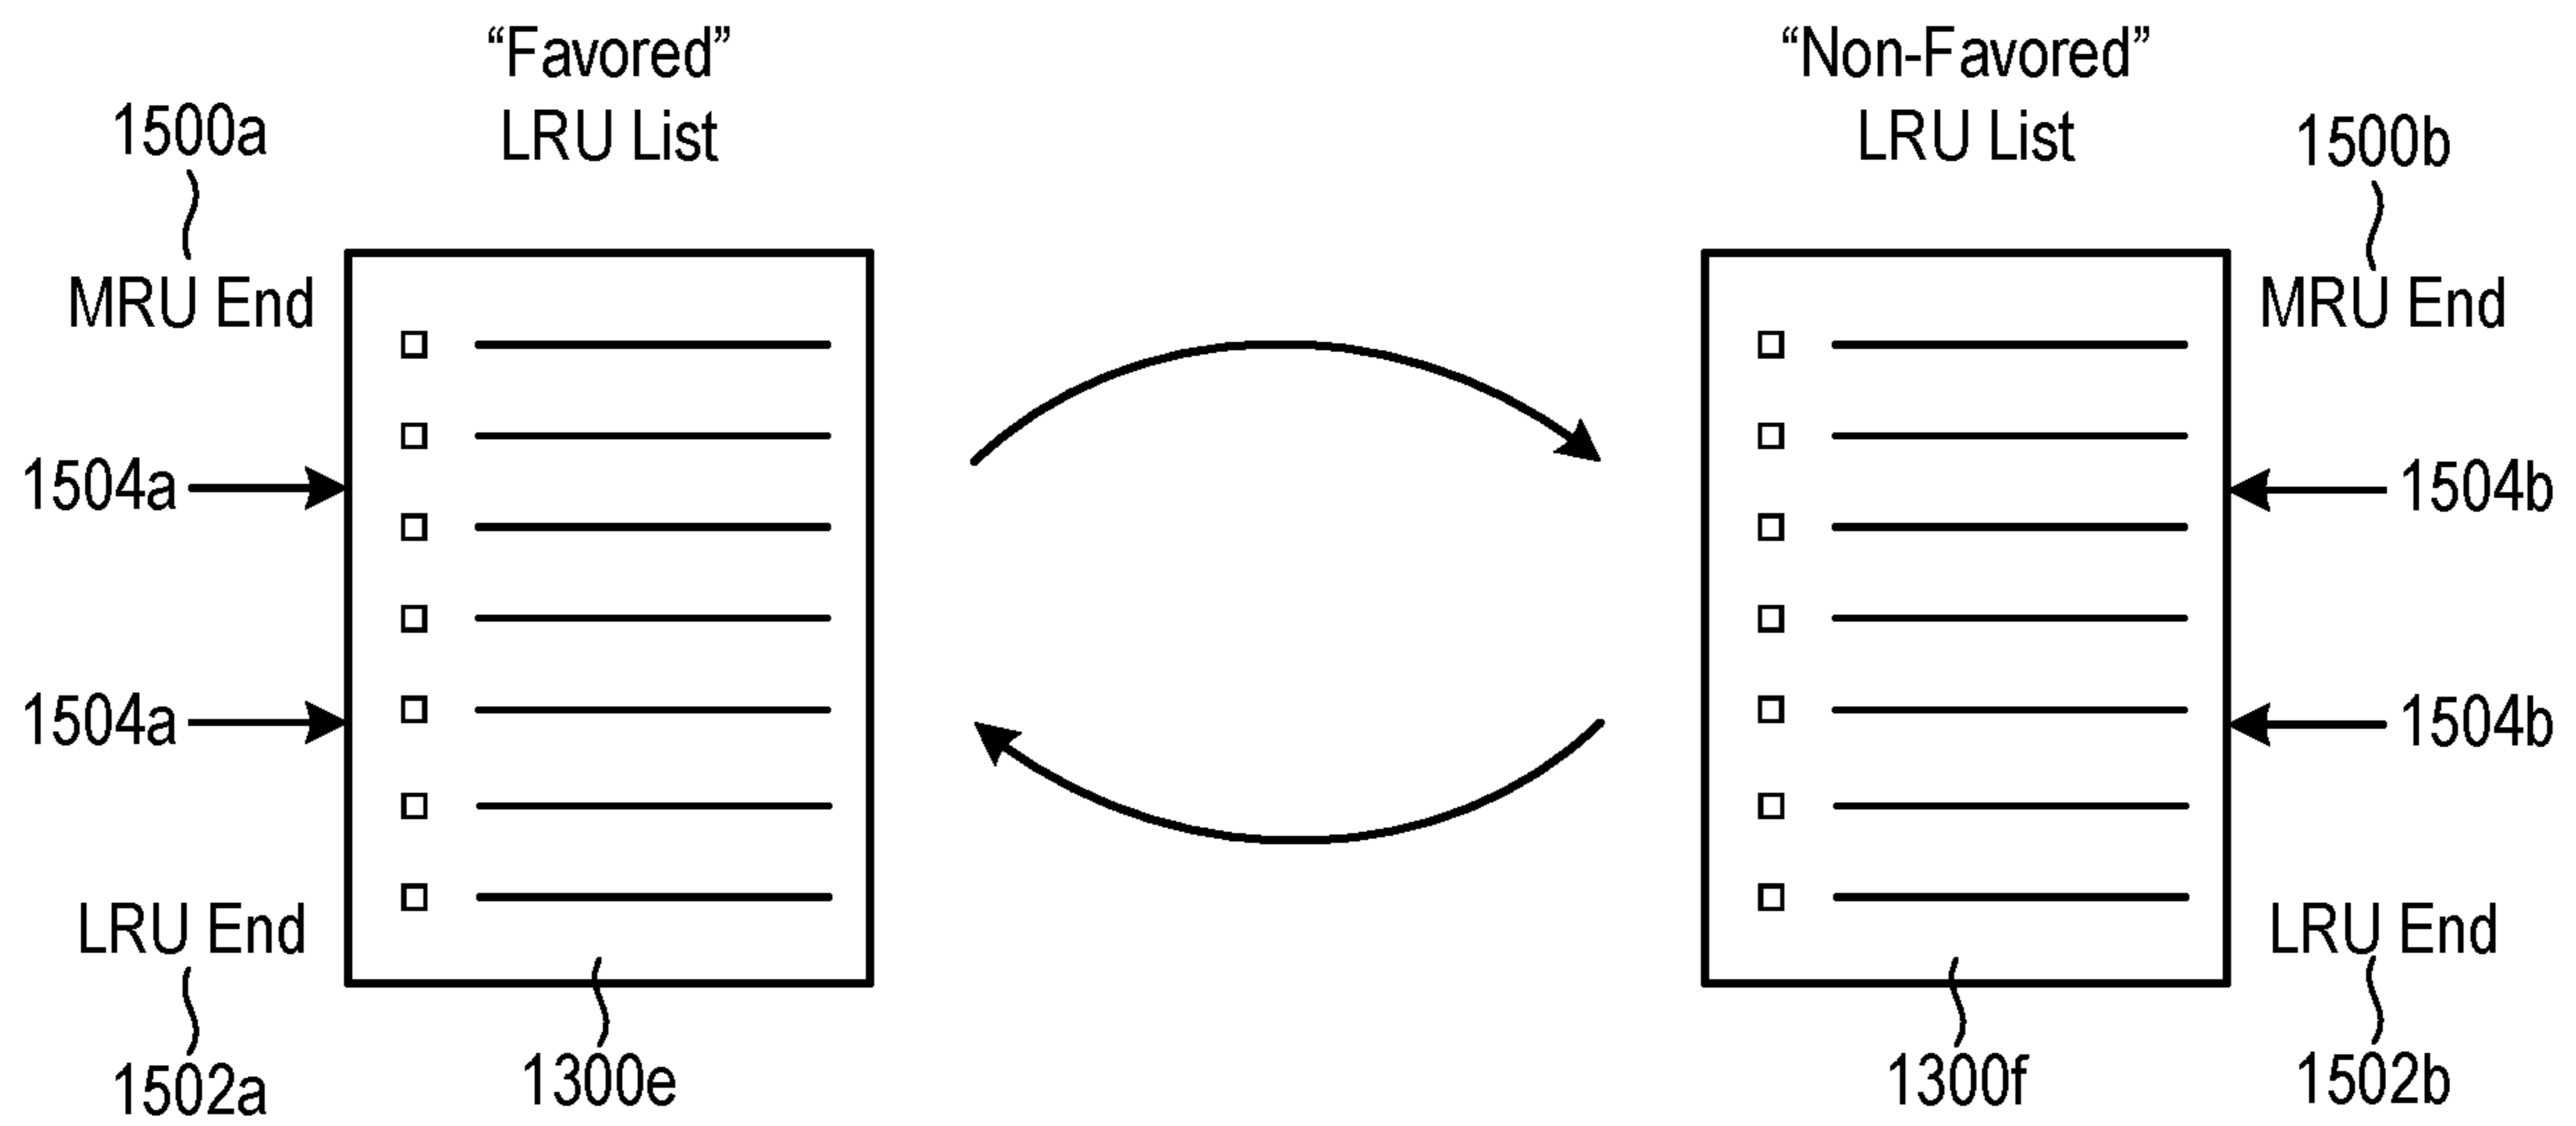 “Favored”
LRU List
“Non-Favored”
LRU List
1500a
1500b
MRU End
MRU End
1504a
1504b
1504a
1504b
LRU End
LRU End
1502a
1300e
1300f
1502b